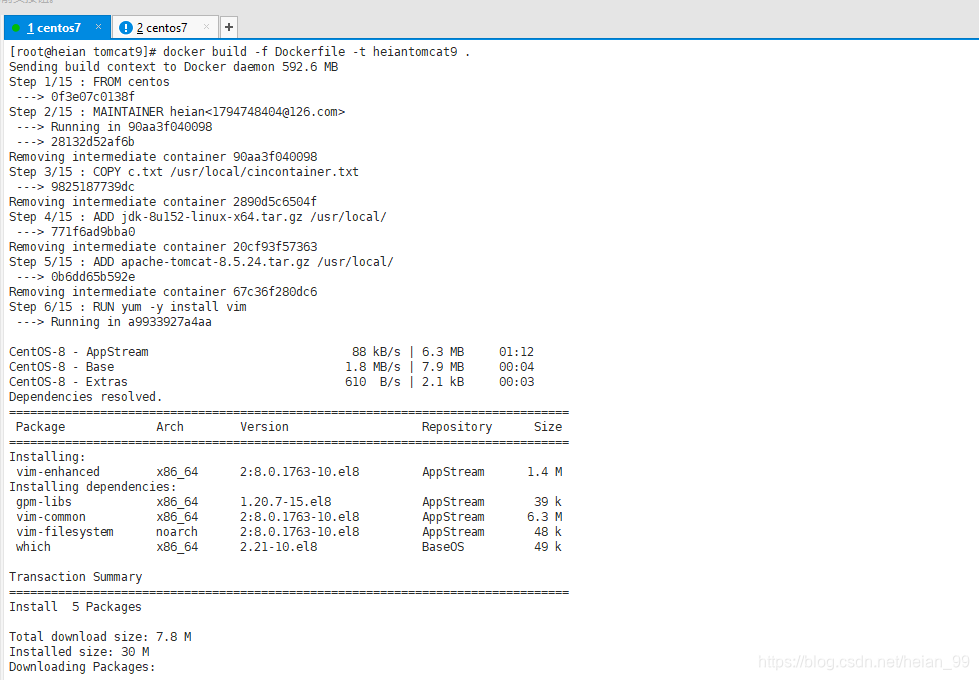 1 centos7 ×
2 centos7 ×
+
[root@heian tomcat9]# docker build -f Dockerfile -t heiantomcat9 .
Sending build context to Docker daemon 592.6 MB
Step 1/15 : FROM centos
 ---> 0f3e07c0138f
Step 2/15 : MAINTAINER heian<1794748404@126.com>
 ---> Running in 90aa3f040098
 ---> 28132d52af6b
Removing intermediate container 90aa3f040098
Step 3/15 : COPY c.txt /usr/local/cincontainer.txt
 ---> 9825187739dc
Removing intermediate container 2890d5c6504f
Step 4/15 : ADD jdk-8u152-linux-x64.tar.gz /usr/local/
 ---> 771f6ad9bba0
Removing intermediate container 20cf93f57363
Step 5/15 : ADD apache-tomcat-8.5.24.tar.gz /usr/local/
 ---> 0b6dd65b592e
Removing intermediate container 67c36f280dc6
Step 6/15 : RUN yum -y install vim
 ---> Running in a9933927a4aa
CentOS-8 - AppStream 88 kB/s | 6.3 MB 01:12
CentOS-8 - Base 1.8 MB/s | 7.9 MB 00:04
CentOS-8 - Extras 610 B/s | 2.1 kB 00:03
Dependencies resolved.
================================================================================
 Package Arch Version Repository Size
================================================================================
Installing:
 vim-enhanced x86_64 2:8.0.1763-10.el8 AppStream 1.4 M
Installing dependencies:
 gpm-libs x86_64 1.20.7-15.el8 AppStream 39 k
 vim-common x86_64 2:8.0.1763-10.el8 AppStream 6.3 M
 vim-filesystem noarch 2:8.0.1763-10.el8 AppStream 48 k
 which x86_64 2.21-10.el8 BaseOS 49 k
Transaction Summary
================================================================================
Install 5 Packages
Total download size: 7.8 M
Installed size: 30 M
Downloading Packages:
https://blog.csdn.net/heian_99